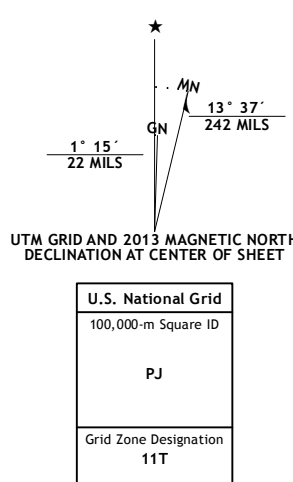 ★
MN
GN
13° 37´
242 MILS
1° 15´
22 MILS
UTM GRID AND 2013 MAGNETIC NORTH
DECLINATION AT CENTER OF SHEET
U.S. National Grid
100,000-m Square ID
PJ
Grid Zone Designation
11T